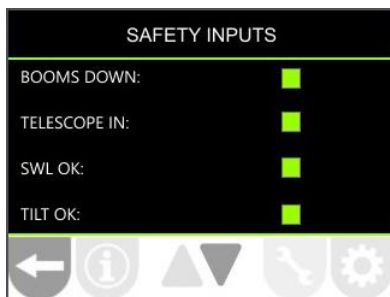 SAFETY INPUTS
BOOMS DOWN:
TELESCOPE IN:
SWL OK:
TILT OK: